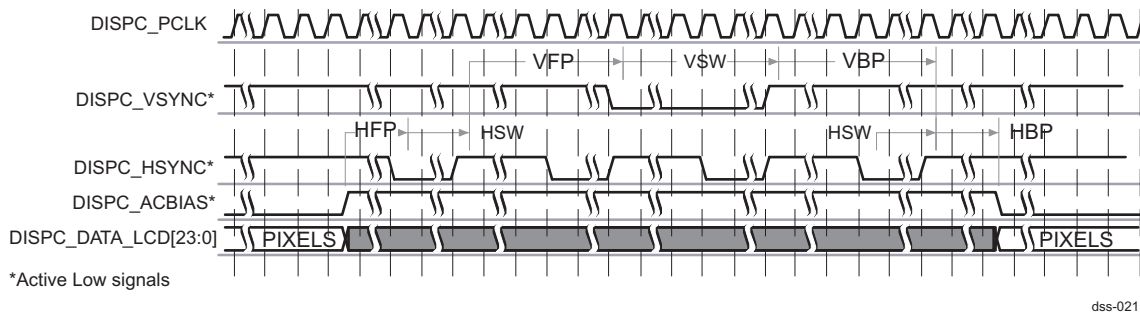 DISPC_PCLK
VFP VSW VBP
DISPC_VSYNC*
HFP HSW HSW HBP
DISPC_HSYNC*
DISPC_ACBIAS*
DISPC_DATA_LCD[23:0] PIXELS PIXELS
*Active Low signals
dss-021